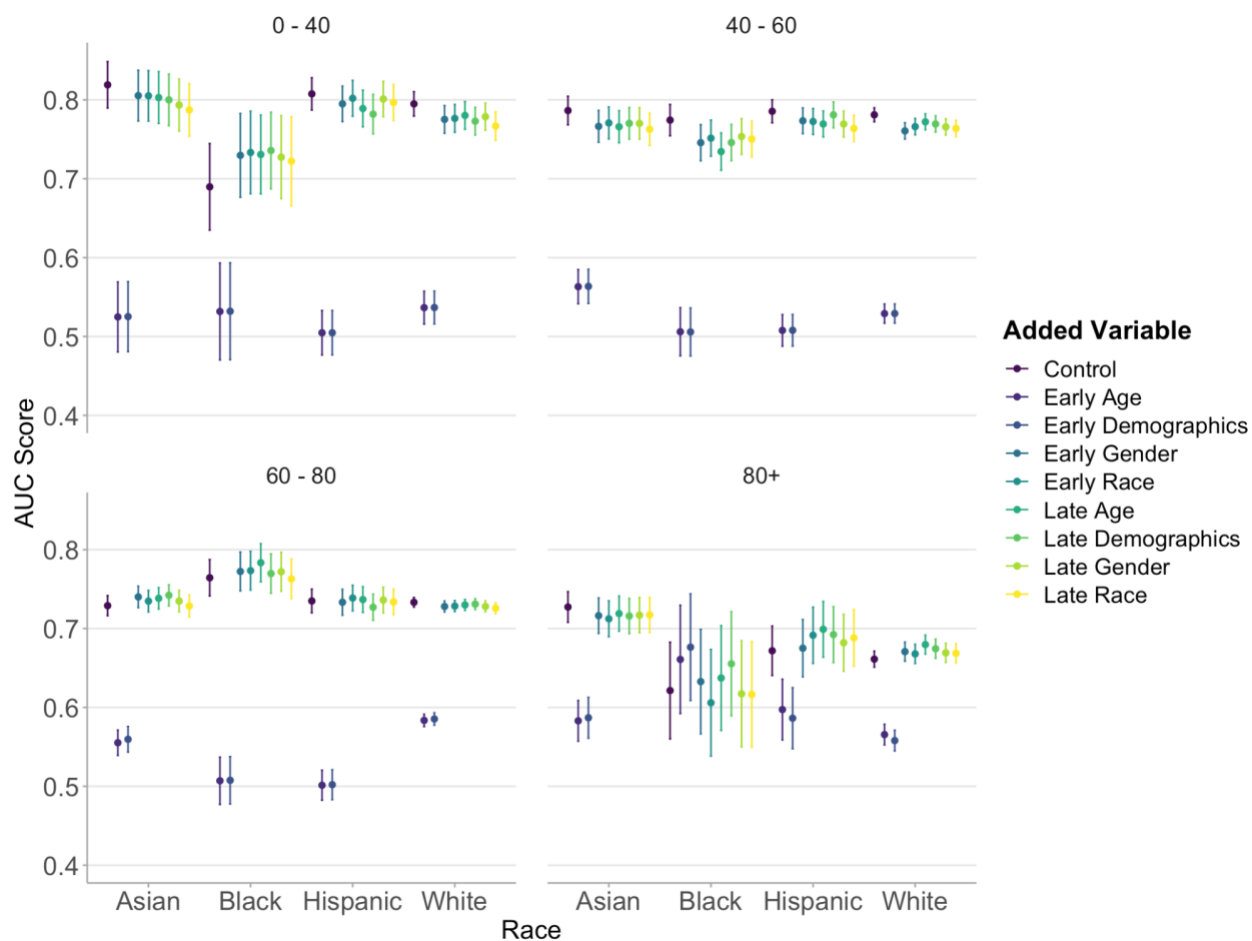 0 - 40
40 - 60
0.8
0.7
0.6
0.5
0.4
60 - 80
80+
0.8
0.7
0.6
0.5
0.4
AUC Score
Asian Black Hispanic White
Asian Black Hispanic White
Race
Added Variable
Control
Early Age
Early Demographics
Early Gender
Early Race
Late Age
Late Demographics
Late Gender
Late Race